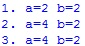 1. a=2 b=2
2. a=4 b=2
3. a=4 b=2